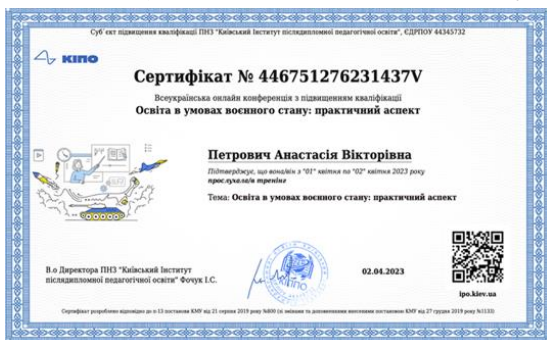 Суб'єкт підвищення кваліфікації ПНЗ "Київський інститут післядипломної педагогічної освіти", ЄДРПОУ 44345732
КІПО
Сертифікат № 446751276231437V
Всеукраїнська онлайн конференція з підвищенням кваліфікації
Освіта в умовах воєнного стану: практичний аспект
Петрович Анастасія Вікторівна
Підтверджує, що вона/він з "01" квітня по "02" квітня 2023 року
прослухала/в тренінг
Тема: Освіта в умовах воєнного стану: практичний аспект
В.о Директора ПНЗ "Київський Інститут
післядипломної педагогічної освіти" Фочук І.С.
02.04.2023
ipo.kiev.ua
Сертифікат розроблено відповідно до п 13 постанови КМУ від 21 серпня 2019 року №800 (зі змінами та доповненнями внесеними постановою КМУ від 27 грудня 2019 року №1133)